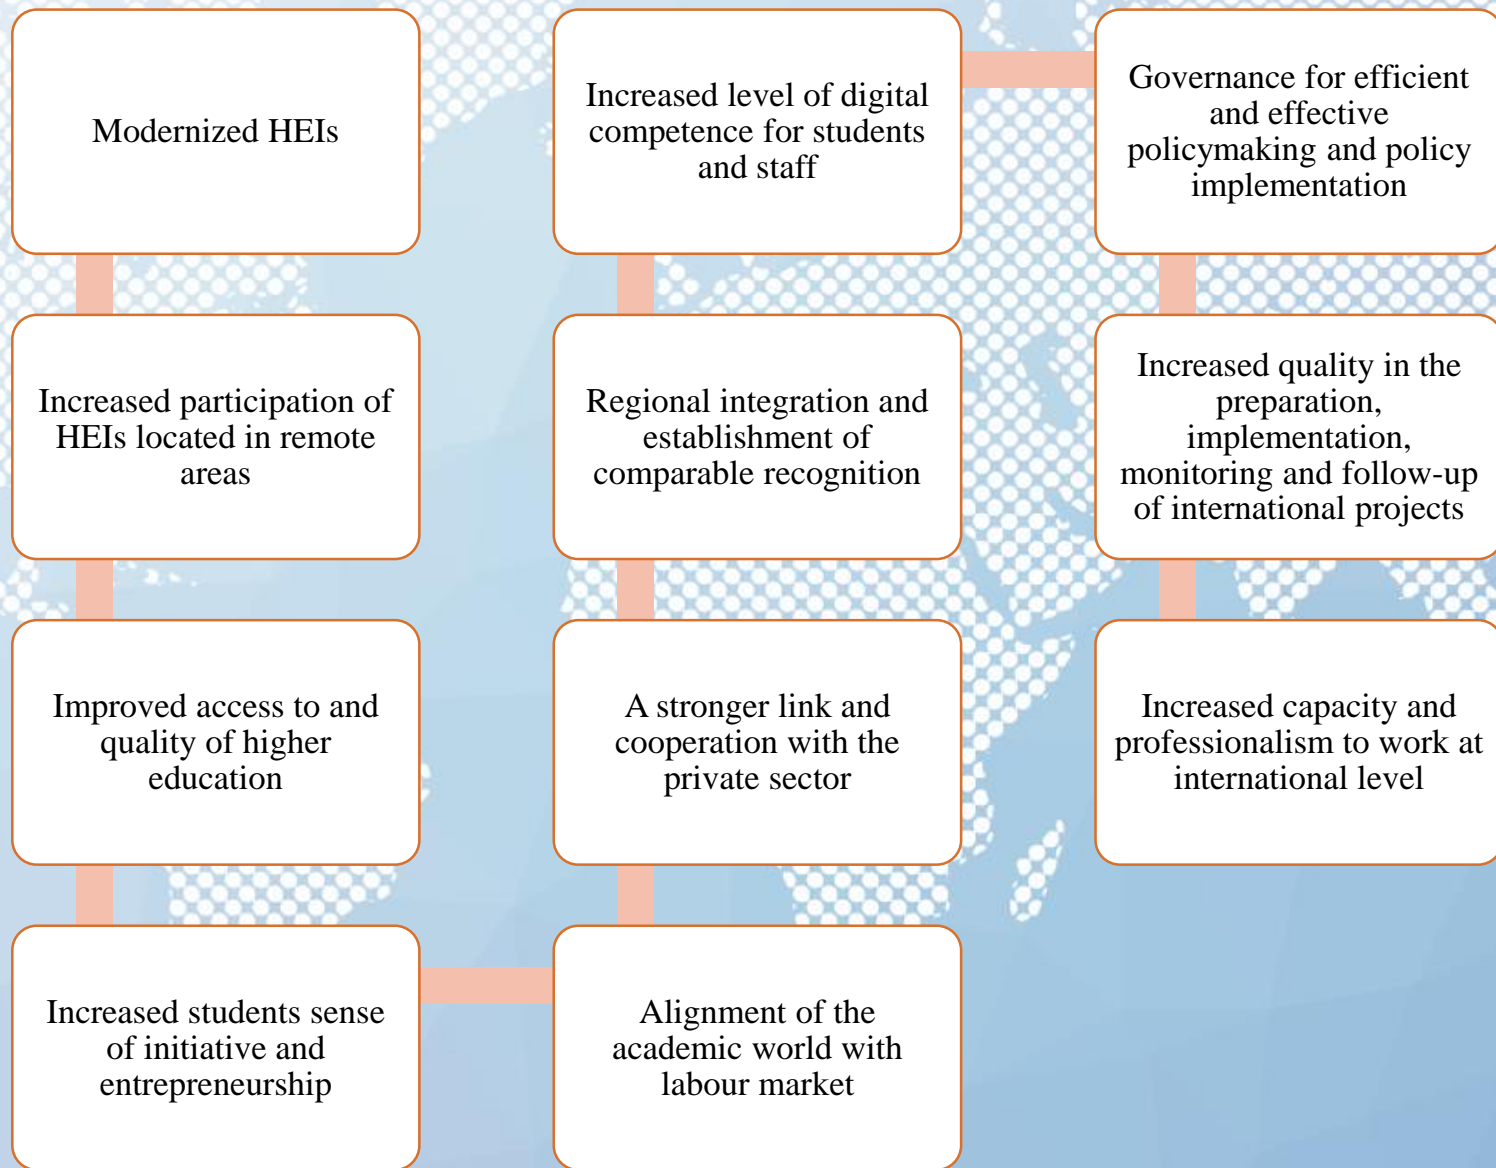 Modernized HEIs
Increased participation of
HEIs located in remote
areas
Improved access to and
quality of higher
education
Increased students sense
of initiative and
entrepreneurship
Alignment of the
academic world with
labour market
A stronger link and
cooperation with the
private sector
Regional integration and
establishment of
comparable recognition
Increased level of digital
competence for students
and staff
Governance for efficient
and effective
policymaking and policy
implementation
Increased quality in the
preparation,
implementation,
monitoring and follow-up
of international projects
Increased capacity and
professionalism to work at
international level